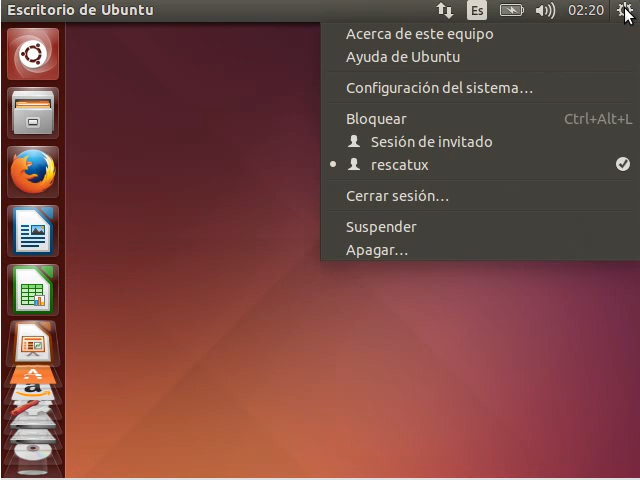 Escritorio de Ubuntu
Es
02:20
Acerca de este equipo
Ayuda de Ubuntu
Configuración del sistema…
Bloquear Ctrl+Alt+L
Sesión de invitado
rescatux
Cerrar sesión…
Suspender
Apagar…
a